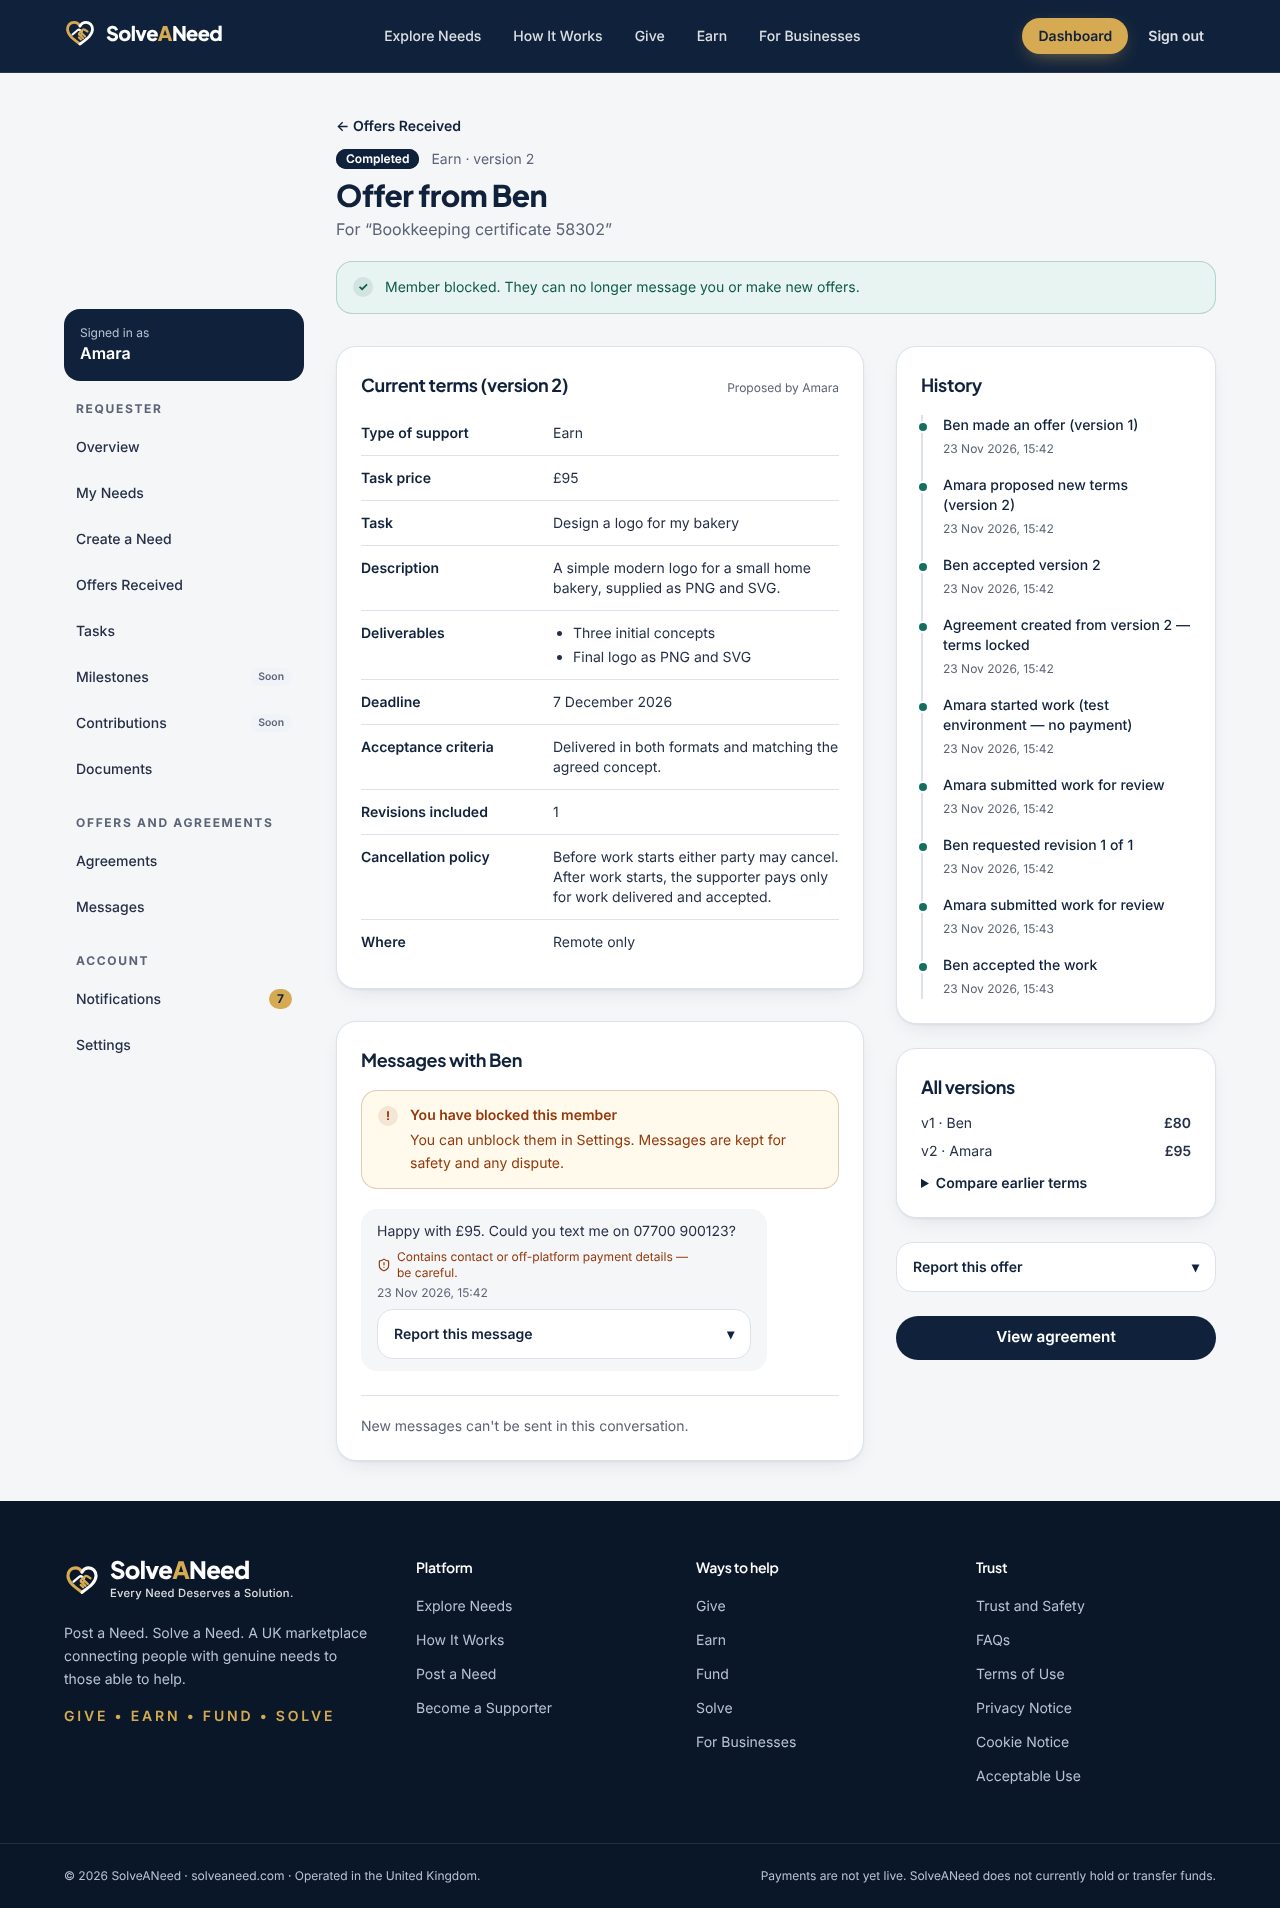 SolveANeed
Explore Needs
How It Works
Give
Earn
For Businesses
Dashboard
Sign out
← Offers Received
Completed
Earn · version 2
Offer from Ben
For “Bookkeeping certificate 58302”
Member blocked. They can no longer message you or make new offers.
Signed in as
Amara
REQUESTER
Overview
My Needs
Create a Need
Offers Received
Tasks
Milestones
Soon
Contributions
Soon
Documents
OFFERS AND AGREEMENTS
Agreements
Messages
ACCOUNT
Notifications
7
Settings
Current terms (version 2)
Proposed by Amara
Type of support
Earn
Task price
£95
Task
Design a logo for my bakery
Description
A simple modern logo for a small home
bakery, supplied as PNG and SVG.
Deliverables
• Three initial concepts
• Final logo as PNG and SVG
Deadline
7 December 2026
Acceptance criteria
Delivered in both formats and matching the
agreed concept.
Revisions included
1
Cancellation policy
Before work starts either party may cancel.
After work starts, the supporter pays only
for work delivered and accepted.
Where
Remote only
Messages with Ben
You have blocked this member
You can unblock them in Settings. Messages are kept for
safety and any dispute.
Happy with £95. Could you text me on 07700 900123?
Contains contact or off-platform payment details —
be careful.
23 Nov 2026, 15:42
Report this message
New messages can't be sent in this conversation.
History
Ben made an offer (version 1)
23 Nov 2026, 15:42
Amara proposed new terms
(version 2)
23 Nov 2026, 15:42
Ben accepted version 2
23 Nov 2026, 15:42
Agreement created from version 2 —
terms locked
23 Nov 2026, 15:42
Amara started work (test
environment — no payment)
23 Nov 2026, 15:42
Amara submitted work for review
23 Nov 2026, 15:42
Ben requested revision 1 of 1
23 Nov 2026, 15:42
Amara submitted work for review
23 Nov 2026, 15:43
Ben accepted the work
23 Nov 2026, 15:43
All versions
v1 · Ben
£80
v2 · Amara
£95
Compare earlier terms
Report this offer
View agreement
SolveANeed
Every Need Deserves a Solution.
Post a Need. Solve a Need. A UK marketplace
connecting people with genuine needs to
those able to help.
GIVE • EARN • FUND • SOLVE
Platform
Explore Needs
How It Works
Post a Need
Become a Supporter
Ways to help
Give
Earn
Fund
Solve
For Businesses
Trust
Trust and Safety
FAQs
Terms of Use
Privacy Notice
Cookie Notice
Acceptable Use
© 2026 SolveANeed · solveaneed.com · Operated in the United Kingdom.
Payments are not yet live. SolveANeed does not currently hold or transfer funds.